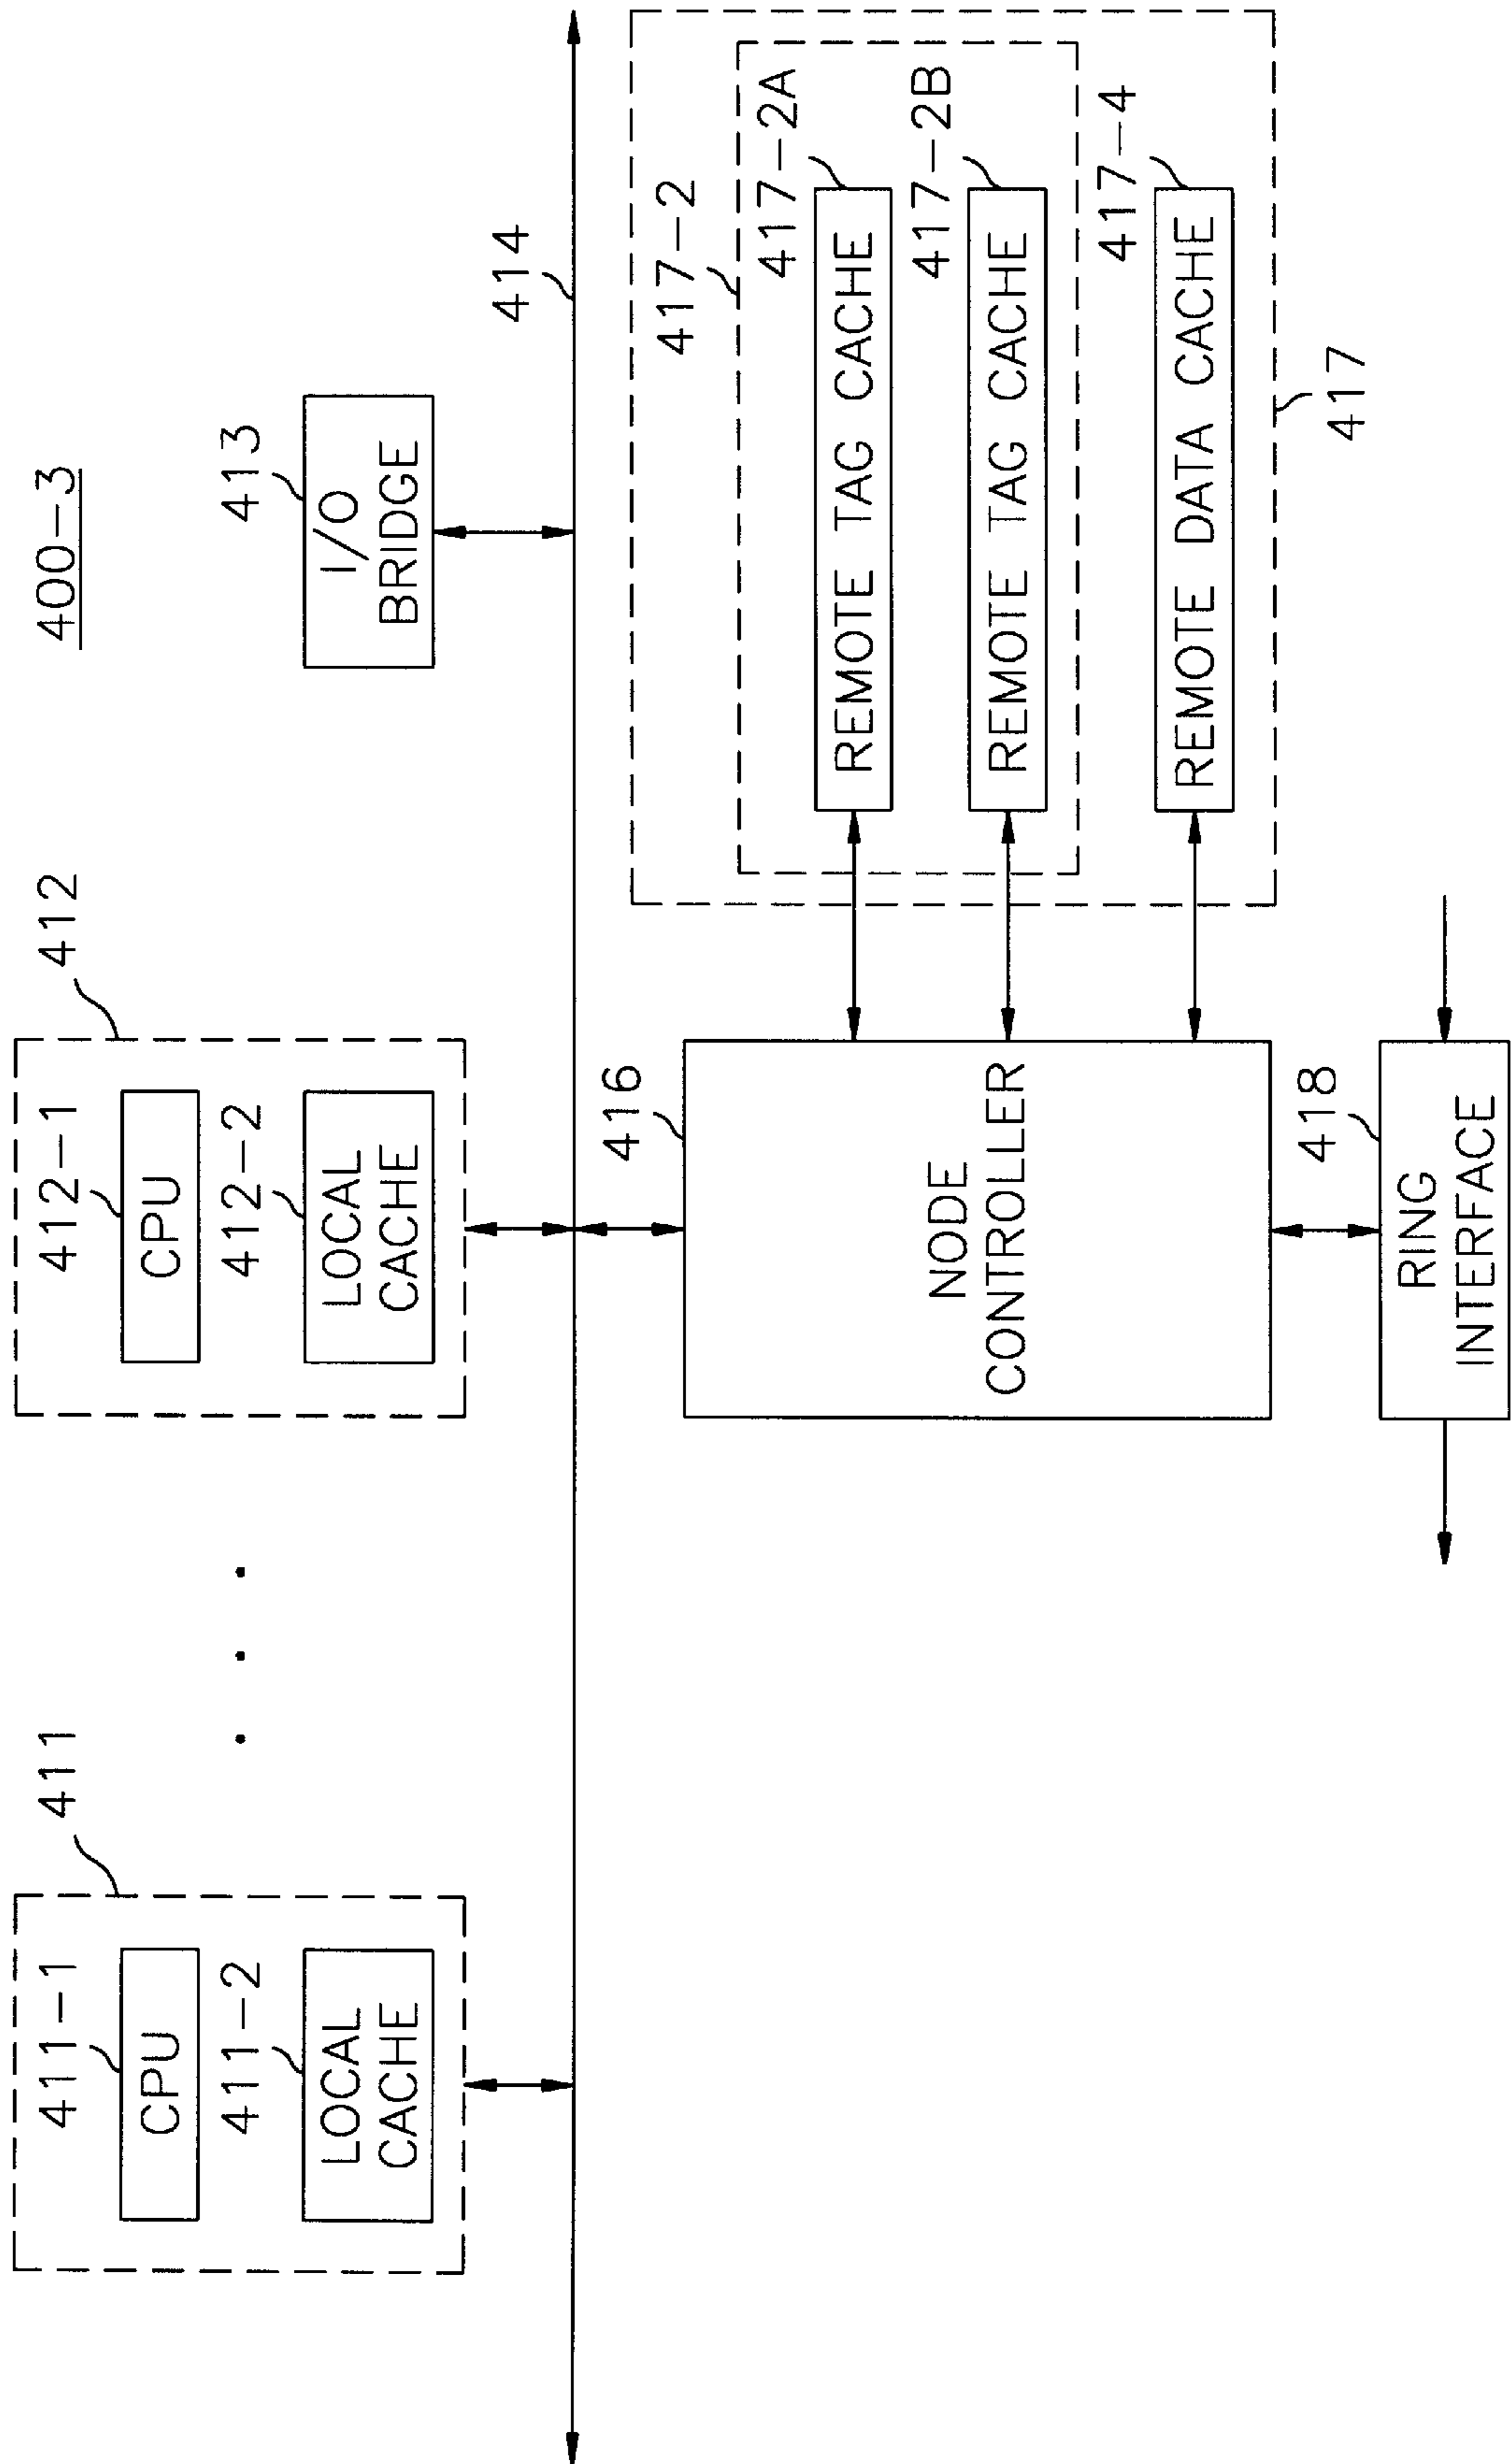 400-3
411
411-1
CPU
411-2
LOCAL
CACHE
412
412-1
CPU
412-2
LOCAL
CACHE
413
I/O
BRIDGE
414
416
NODE
CONTROLLER
417-2
417-2A
REMOTE TAG CACHE
417-2B
REMOTE TAG CACHE
417-4
REMOTE DATA CACHE
417
418
RING
INTERFACE